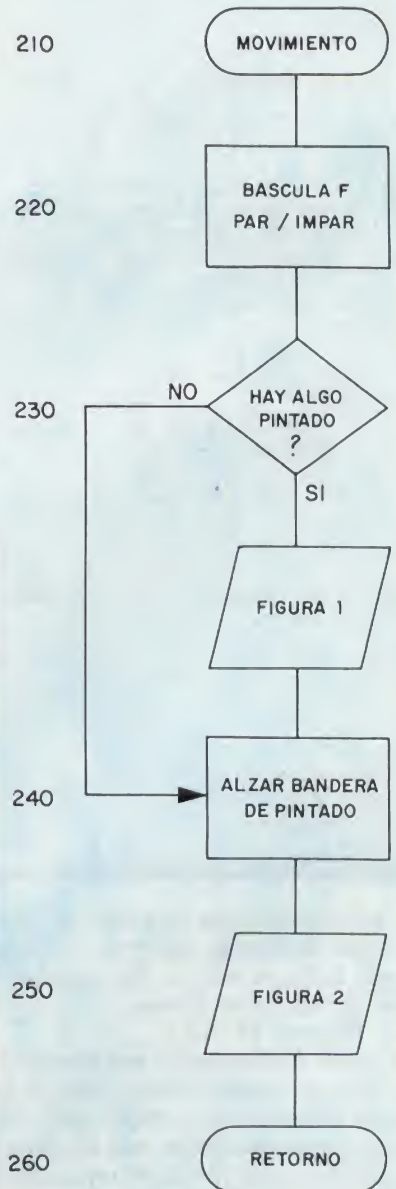 210
MOVIMIENTO
220
BASCULA F
PAR / IMPAR
230
NO
HAY ALGO
PINTADO
?
SI
FIGURA 1
240
ALZAR BANDERA
DE PINTADO
250
FIGURA 2
260
RETORNO